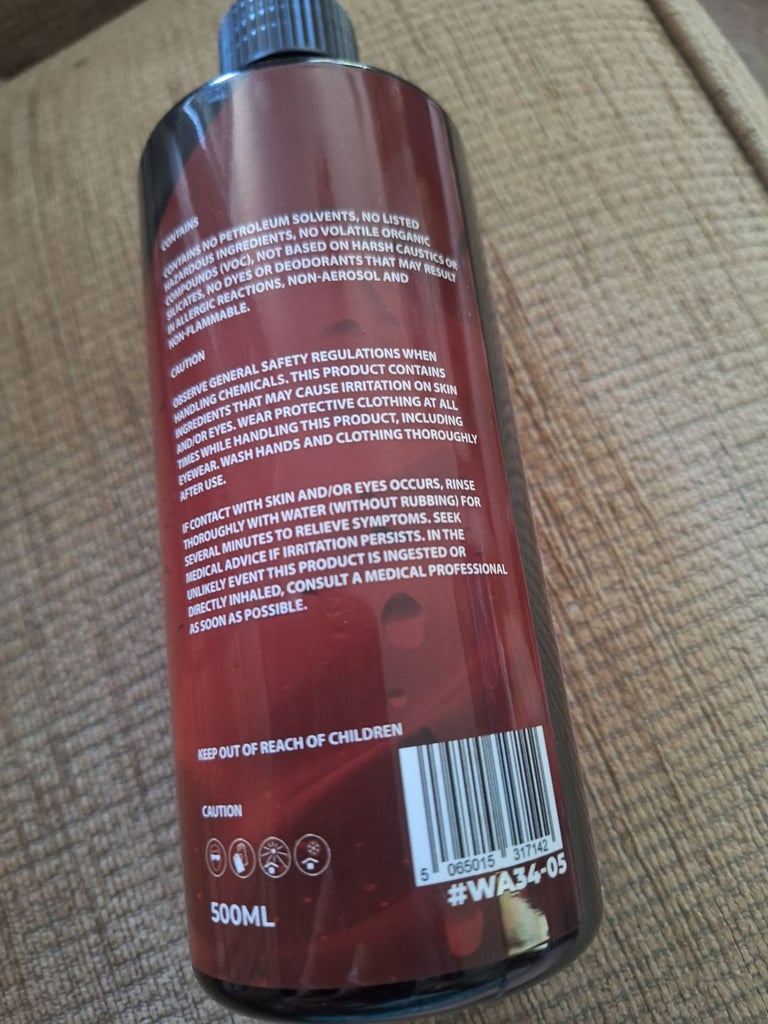 CONTAINS
CONTAINS NO PETROLEUM SOLVENTS, NO LISTED
HAZARDOUS INGREDIENTS, NO VOLATILE ORGANIC
COMPOUNDS (VOC), NOT BASED ON HARSH CAUSTICS OR
SILICATES, NO DYES OR DEODORANTS THAT MAY RESULT
IN ALLERGIC REACTIONS, NON-AEROSOL AND
NON-FLAMMABLE.
CAUTION
OBSERVE GENERAL SAFETY REGULATIONS WHEN
HANDLING CHEMICALS. THIS PRODUCT CONTAINS
INGREDIENTS THAT MAY CAUSE IRRITATION ON SKIN
AND/OR EYES. WEAR PROTECTIVE CLOTHING AT ALL
TIMES WHILE HANDLING THIS PRODUCT, INCLUDING
EYEWEAR. WASH HANDS AND CLOTHING THOROUGHLY
AFTER USE.
IF CONTACT WITH SKIN AND/OR EYES OCCURS, RINSE
THOROUGHLY WITH WATER (WITHOUT RUBBING) FOR
SEVERAL MINUTES TO RELIEVE SYMPTOMS. SEEK
MEDICAL ADVICE IF IRRITATION PERSISTS. IN THE
UNLIKELY EVENT THIS PRODUCT IS INGESTED OR
DIRECTLY INHALED, CONSULT A MEDICAL PROFESSIONAL
AS SOON AS POSSIBLE.
KEEP OUT OF REACH OF CHILDREN
CAUTION
5 065015 317142
#WA34-05
500ML